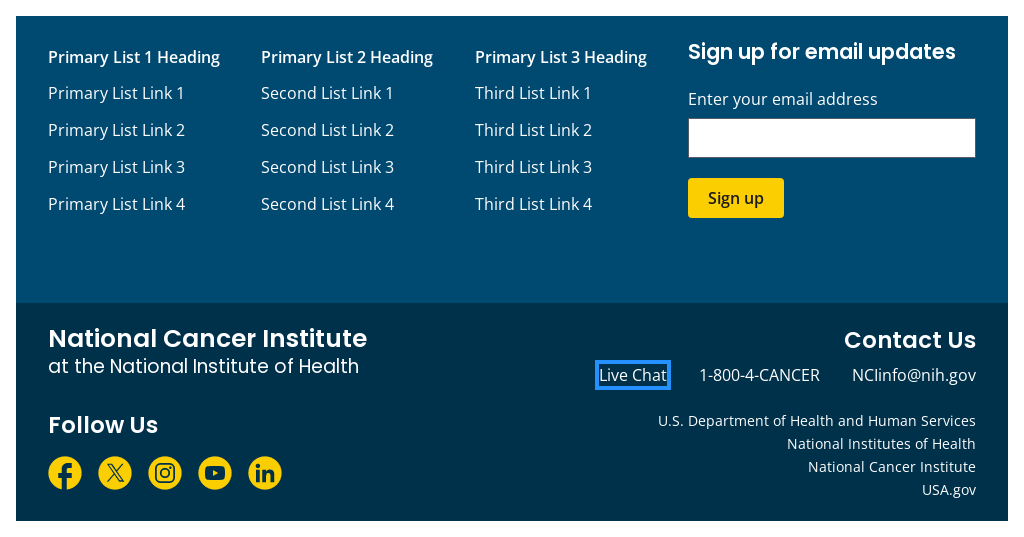 Primary List 1 Heading
Primary List Link 1
Primary List Link 2
Primary List Link 3
Primary List Link 4
Primary List 2 Heading
Second List Link 1
Second List Link 2
Second List Link 3
Second List Link 4
Primary List 3 Heading
Third List Link 1
Third List Link 2
Third List Link 3
Third List Link 4
Sign up for email updates
Enter your email address
Sign up
National Cancer Institute
at the National Institute of Health
Follow Us
Contact Us
Live Chat 1-800-4-CANCER NCIinfo@nih.gov
U.S. Department of Health and Human Services
National Institutes of Health
National Cancer Institute
USA.gov